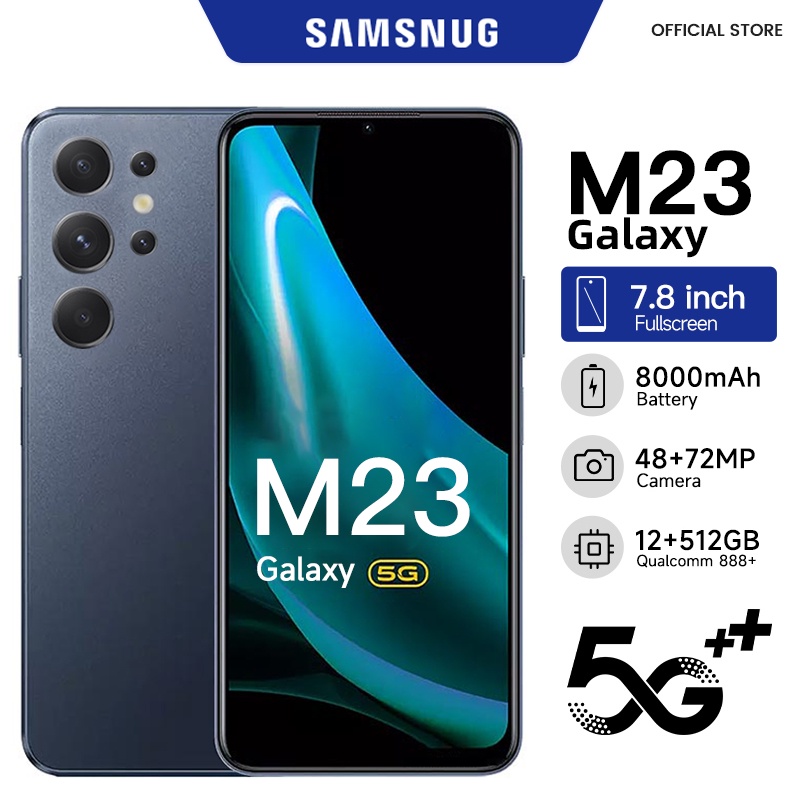 SAMSNUG
OFFICIAL STORE
M23
Galaxy
7.8 inch
Fullscreen
8000mAh
Battery
48+72MP
Camera
12+512GB
Qualcomm 888+
5G++
M23
Galaxy 5G